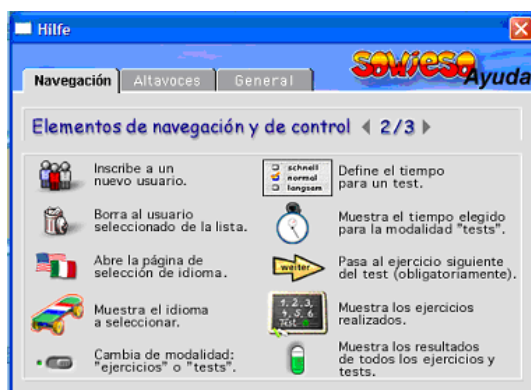 Hilfe
Navegación
Altavoces
General
sowieso
Ayuda
Elementos de navegación y de control
2/3
Inscribe a un
nuevo usuario.
Borra al usuario
seleccionado de la lista.
Abre la página de
selección de idioma.
Muestra el idioma
a seleccionar.
Cambia de modalidad:
"ejercicios" o "tests".
schnell
normal
langsam
Define el tiempo
para un test.
Muestra el tiempo elegido
para la modalidad "tests".
weiter
Pasa al ejercicio siguiente
del test (obligatoriamente).
1, 2, 3,
4, 5, 6
Test
Muestra los ejercicios
realizados.
Muestra los resultados
de todos los ejercicios y
tests.